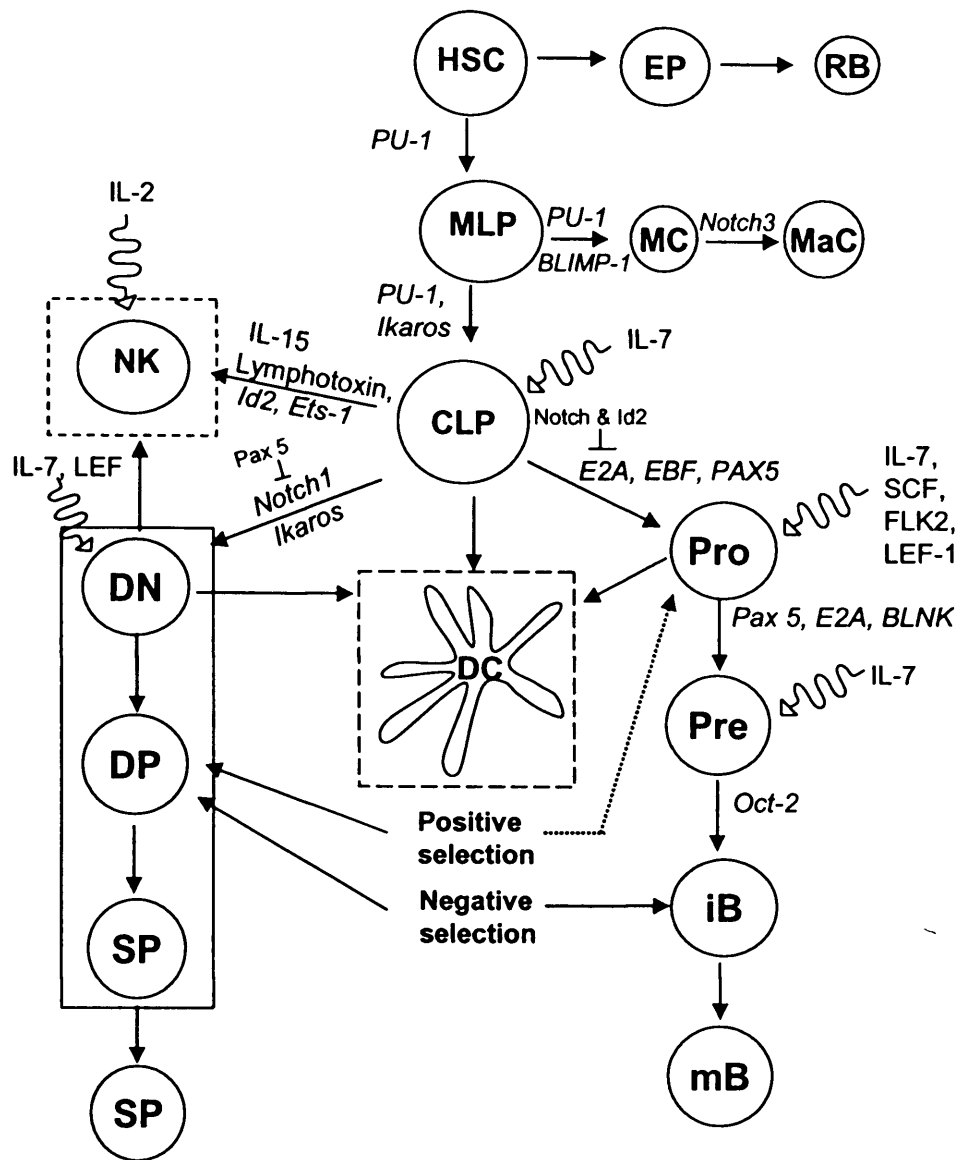 HSC
EP
RB
PU-1
IL-2
MLP
PU-1
BLIMP-1
MC
Notch3
MaC
PU-1,
Ikaros
NK
IL-15
Lymphotoxin,
Id2, Ets-1
IL-7
CLP
Notch & Id2
E2A, EBF, PAX5
Pax 5
Notch1
Ikaros
IL-7, LEF
IL-7,
SCF,
FLK2,
LEF-1
Pro
DN
Pax 5, E2A, BLNK
DC
IL-7
Pre
DP
Oct-2
Positive
selection
Negative
selection
iB
SP
mB
SP